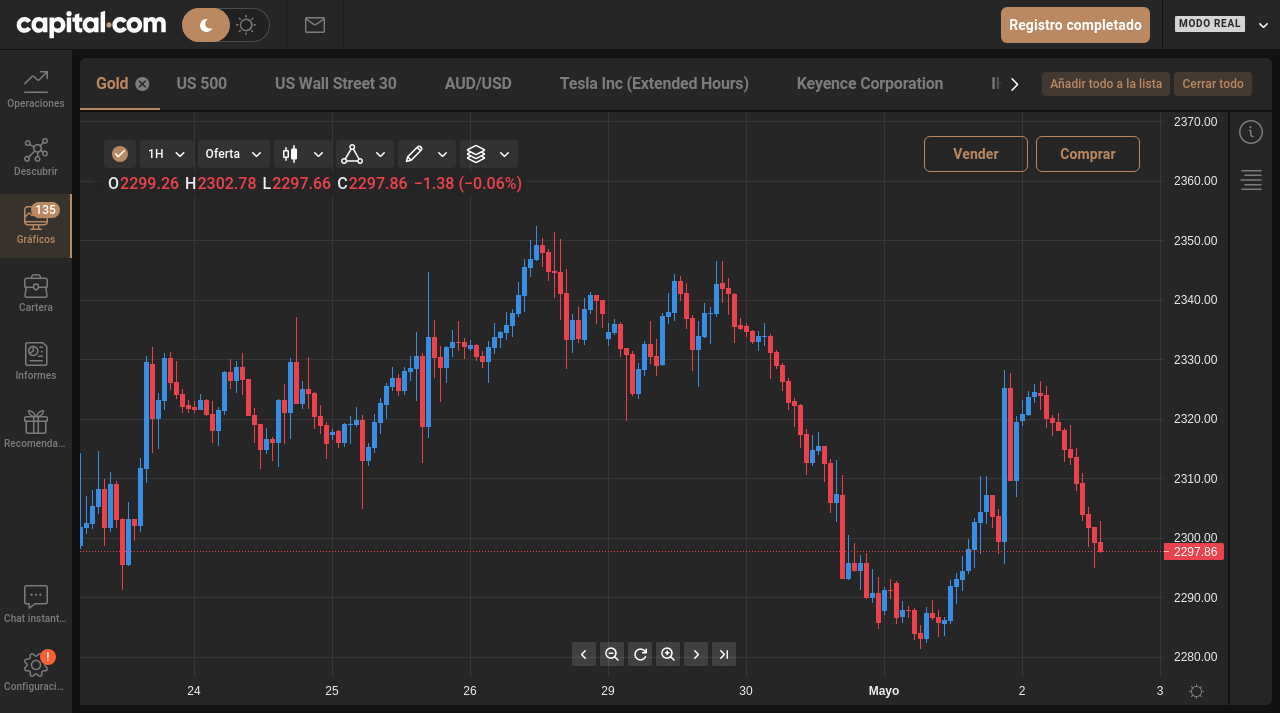 capital.com
Registro completado
MODO REAL
Operaciones
Descubrir
135
Gráficos
Cartera
Informes
Recomenda...
Chat instant...
!
Configuraci...
Gold
US 500
US Wall Street 30
AUD/USD
Tesla Inc (Extended Hours)
Keyence Corporation
Añadir todo a la lista
Cerrar todo
1H
Oferta
Vender
Comprar
O2299.26 H2302.78 L2297.66 C2297.86 −1.38 (−0.06%)
2370.00
2360.00
2350.00
2340.00
2330.00
2320.00
2310.00
2300.00
2297.86
2290.00
2280.00
24
25
26
29
30
Mayo
2
3